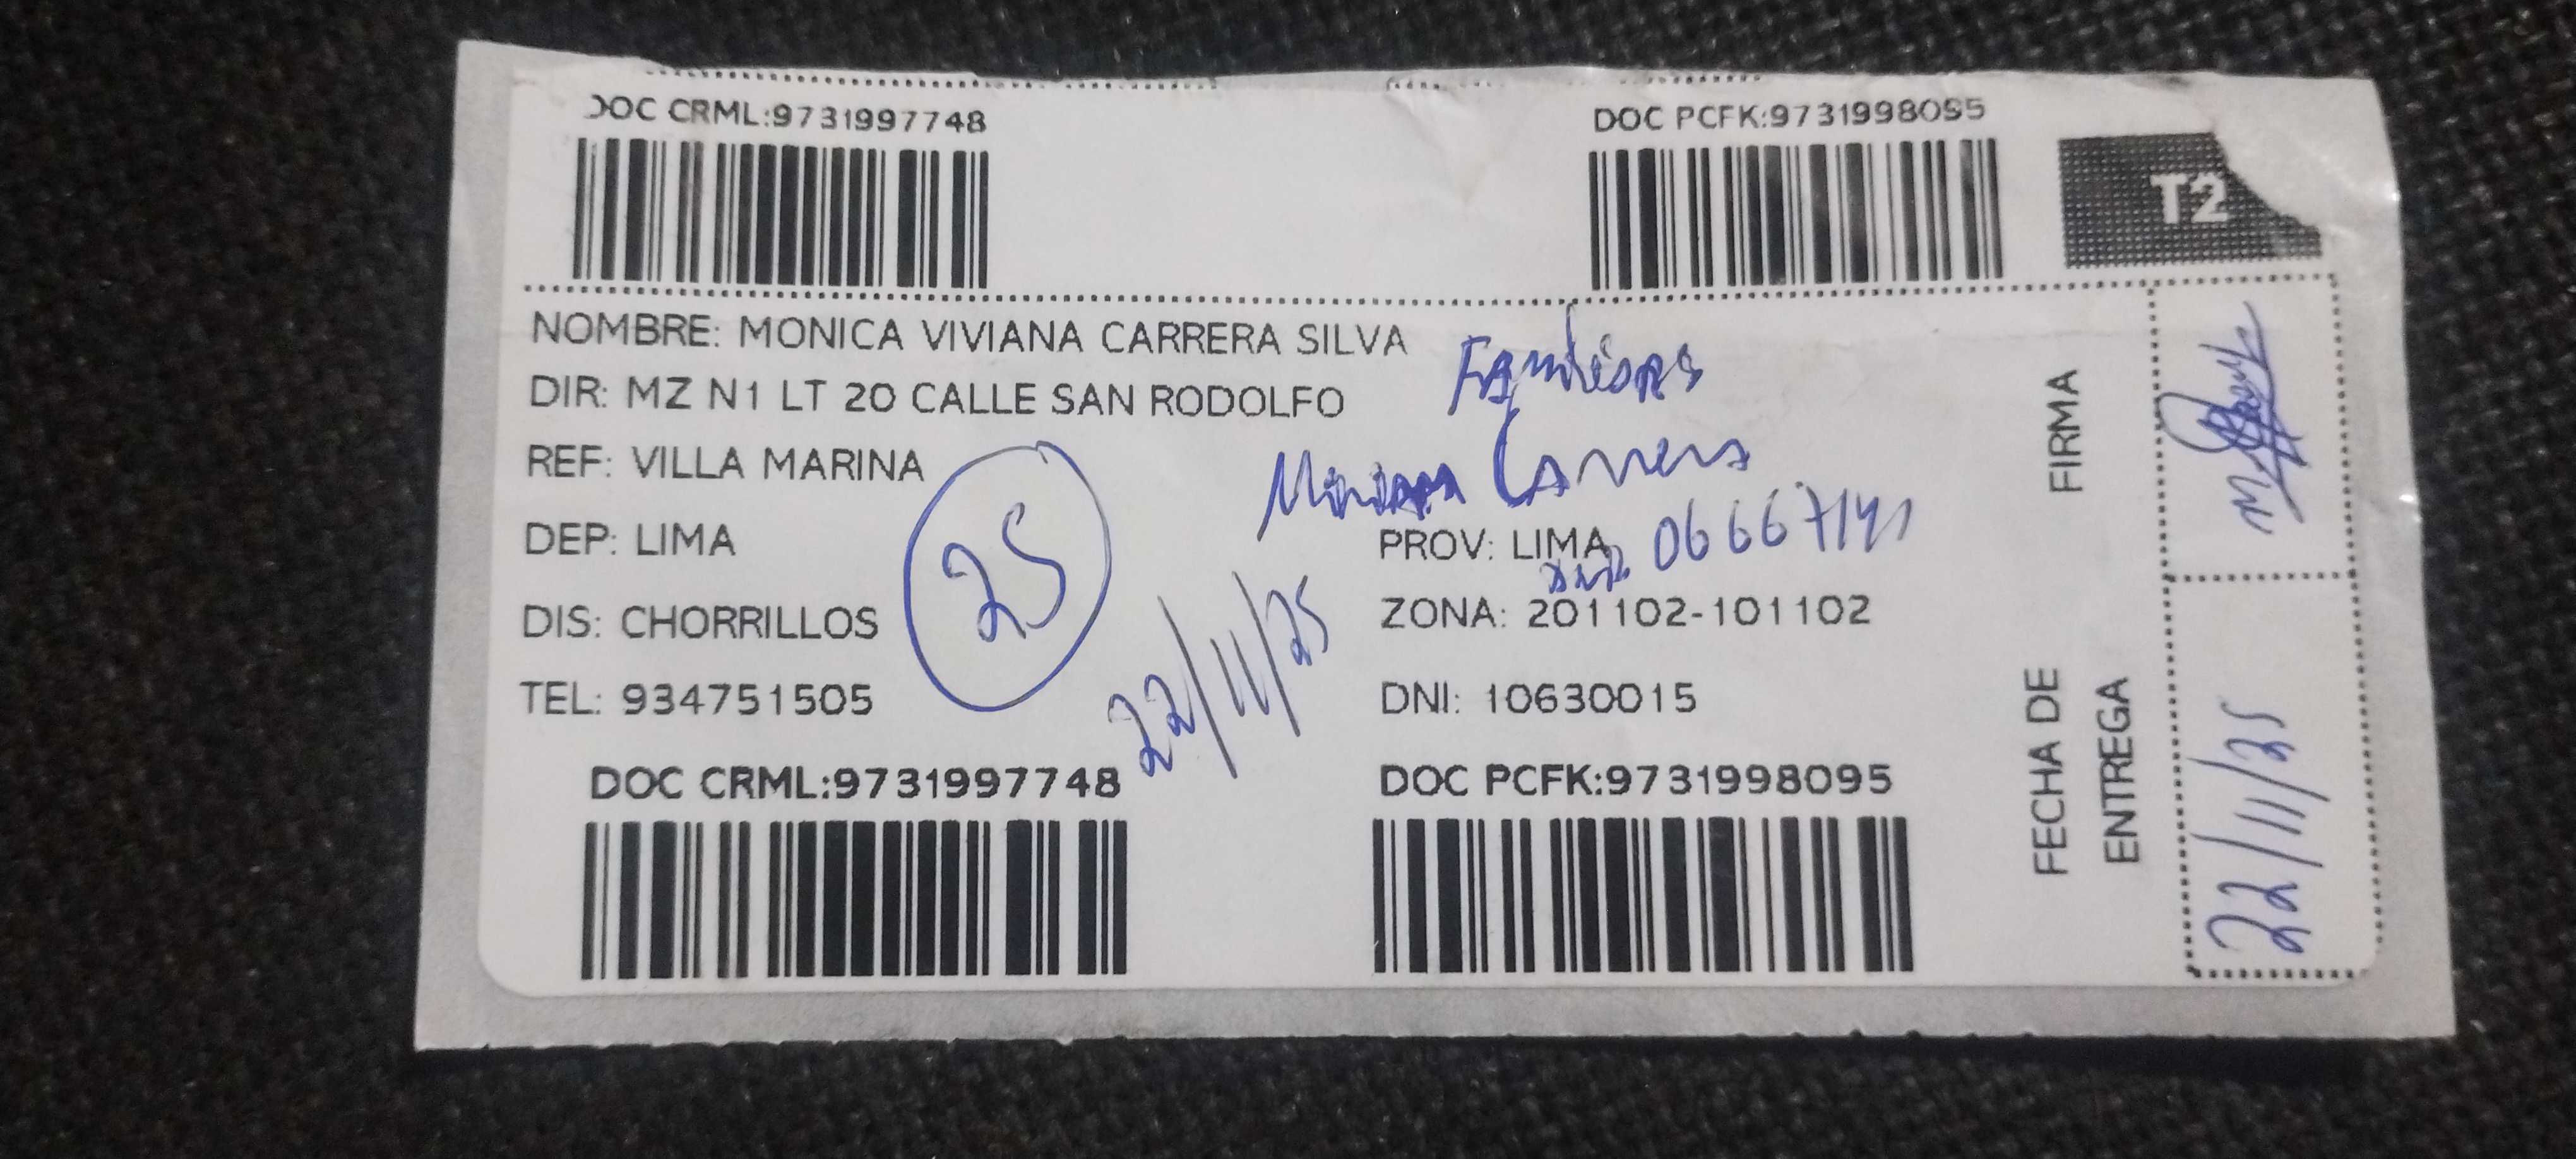 DOC CRML:9731997748
DOC PCFK:9731998095
T2
NOMBRE: MONICA VIVIANA CARRERA SILVA
DIR: MZ N1 LT 20 CALLE SAN RODOLFO
REF: VILLA MARINA
Carrera
DEP: LIMA
25
PROV: LIMA
06667141
DIS: CHORRILLOS
22/11/25
ZONA: 201102-101102
TEL: 934751505
DNI: 10630015
DOC CRML:9731997748
DOC PCFK:9731998095
FIRMA
FECHA DE
ENTREGA
22/11/25